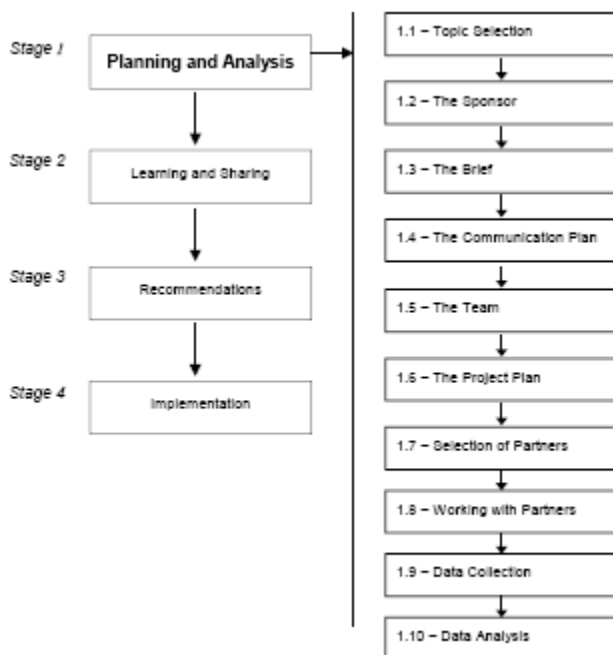 Stage 1
Planning and Analysis
Stage 2
Learning and Sharing
Stage 3
Recommendations
Stage 4
Implementation
1.1 – Topic Selection
1.2 – The Sponsor
1.3 – The Brief
1.4 – The Communication Plan
1.5 – The Team
1.6 – The Project Plan
1.7 – Selection of Partners
1.8 – Working with Partners
1.9 – Data Collection
1.10 – Data Analysis